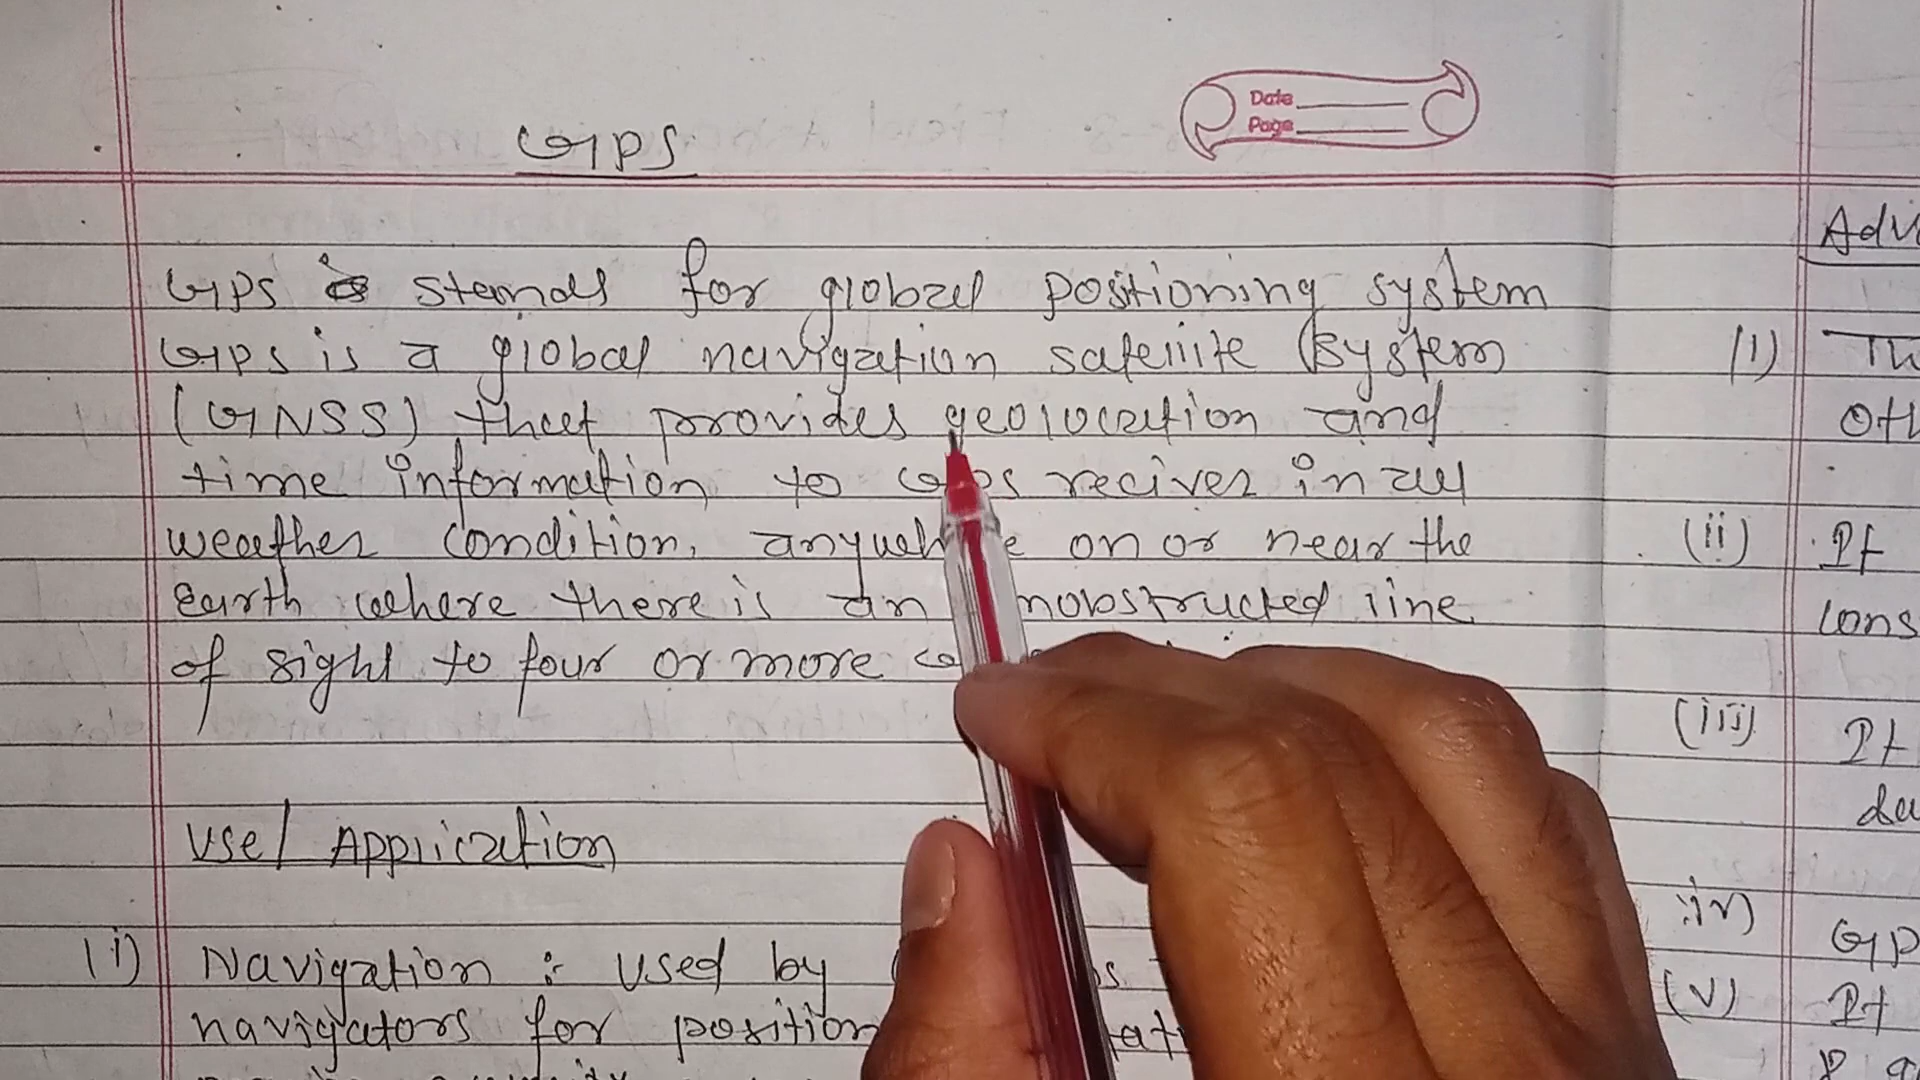 GPS
Date
Page
GPS is stands for global positioning system
GPS is a global navigation satellite system
(GNSS) that provides geolocation and
time information to GPS reciver in all
weather condition, anywhere on or near the
Earth where there is an unobstructed line
of sight to four or more
Use/ Application
(i) Navigation : Used by
navigators for position
Adv
(i) Th
Oth
(ii) It
Cons
(iii) It
da
iv) GP
(v) It